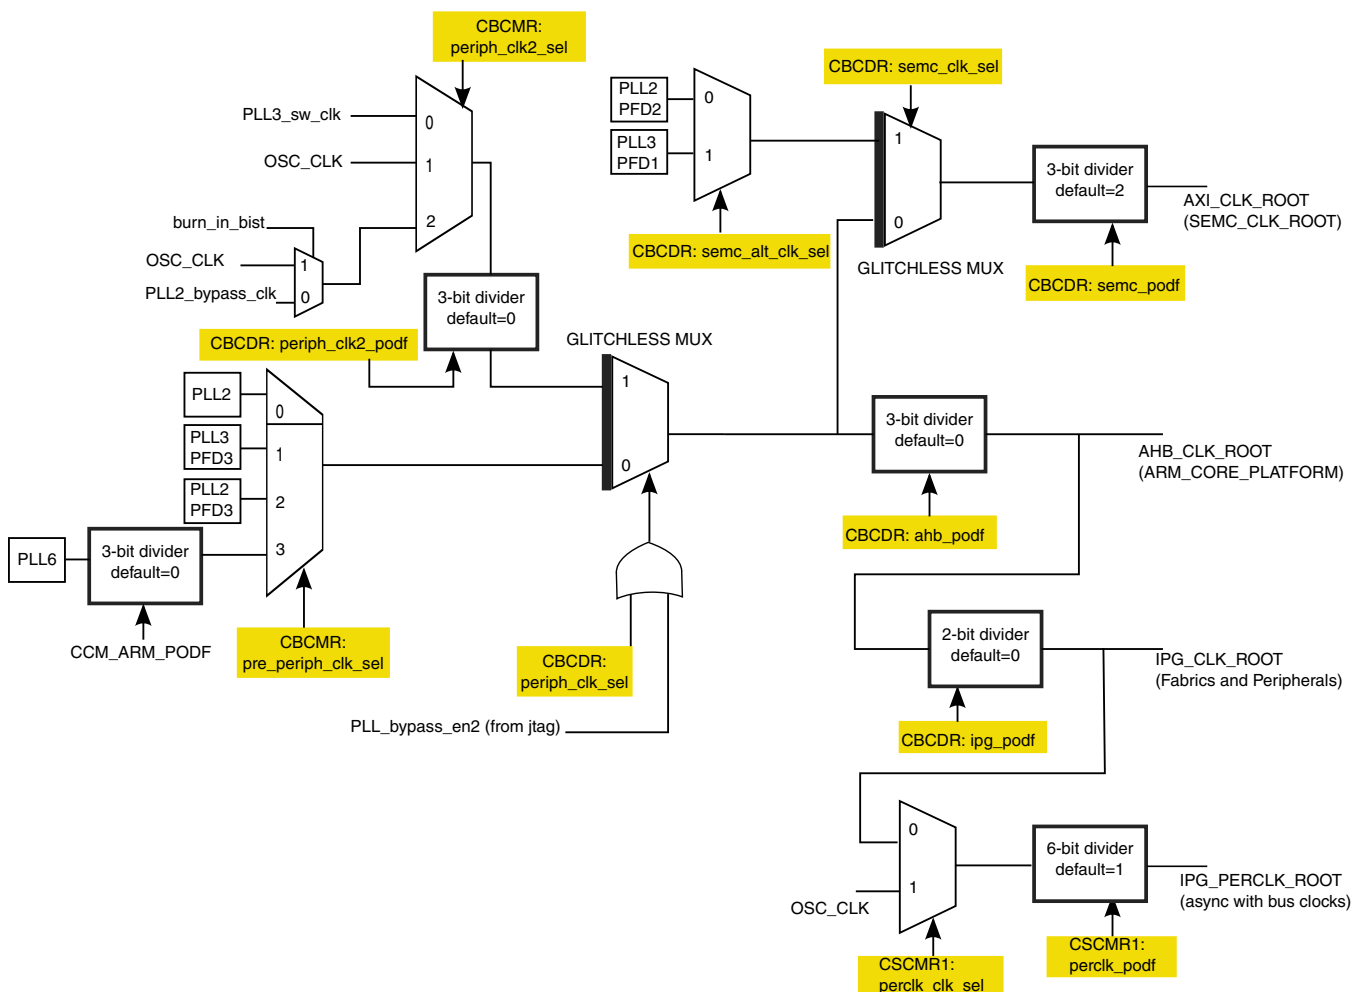 CBCMR:
periph_clk2_sel
PLL3_sw_clk
0
OSC_CLK
1
2
burn_in_bist
OSC_CLK
1
PLL2_bypass_clk
0
3-bit divider
default=0
CBCDR: periph_clk2_podf
PLL2
PFD2
0
PLL3
PFD1
1
CBCDR: semc_alt_clk_sel
CBCDR: semc_clk_sel
1
0
GLITCHLESS MUX
3-bit divider
default=2
AXI_CLK_ROOT
(SEMC_CLK_ROOT)
CBCDR: semc_podf
GLITCHLESS MUX
1
0
PLL2
0
PLL3
PFD3
1
PLL2
PFD3
2
PLL6
3-bit divider
default=0
3
CCM_ARM_PODF
CBCMR:
pre_periph_clk_sel
CBCDR:
periph_clk_sel
PLL_bypass_en2 (from jtag)
3-bit divider
default=0
AHB_CLK_ROOT
(ARM_CORE_PLATFORM)
CBCDR: ahb_podf
2-bit divider
default=0
IPG_CLK_ROOT
(Fabrics and Peripherals)
CBCDR: ipg_podf
0
1
OSC_CLK
6-bit divider
default=1
IPG_PERCLK_ROOT
(async with bus clocks)
CSCMR1:
perclk_clk_sel
CSCMR1:
perclk_podf